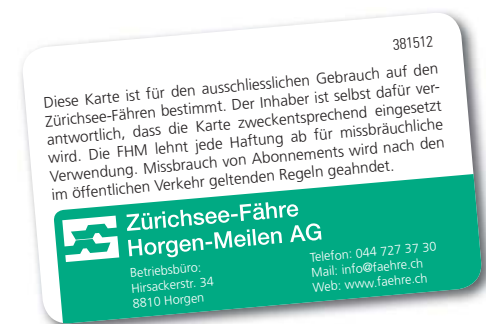 381512
Diese Karte ist für den ausschliesslichen Gebrauch auf den
Zürichsee-Fähren bestimmt. Der Inhaber ist selbst dafür ver-
antwortlich, dass die Karte zweckentsprechend eingesetzt
wird. Die FHM lehnt jede Haftung ab für missbräuchliche
Verwendung. Missbrauch von Abonnements wird nach den
im öffentlichen Verkehr geltenden Regeln geahndet.
Zürichsee-Fähre
Horgen-Meilen AG
Betriebsbüro:
Hirsackerstr. 34
8810 Horgen
Telefon: 044 727 37 30
Mail: info@faehre.ch
Web: www.faehre.ch